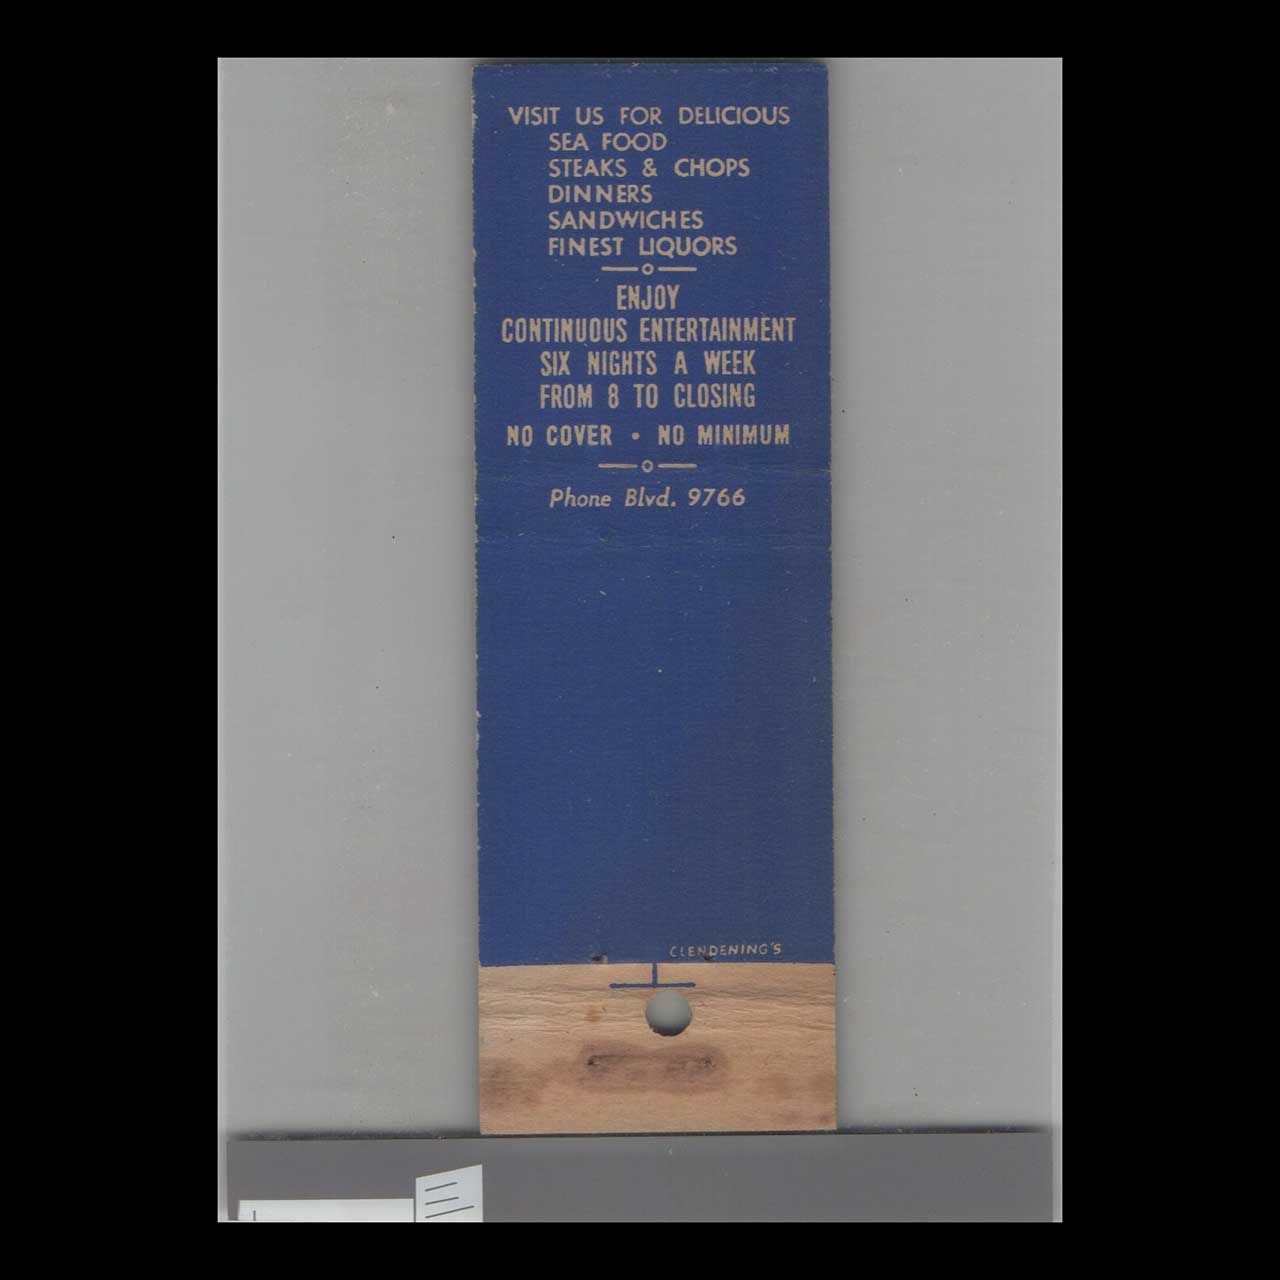 VISIT US FOR DELICIOUS
SEA FOOD
STEAKS & CHOPS
DINNERS
SANDWICHES
FINEST LIQUORS
ENJOY
CONTINUOUS ENTERTAINMENT
SIX NIGHTS A WEEK
FROM 8 TO CLOSING
NO COVER • NO MINIMUM
Phone Blvd. 9766
CLENDENING'S